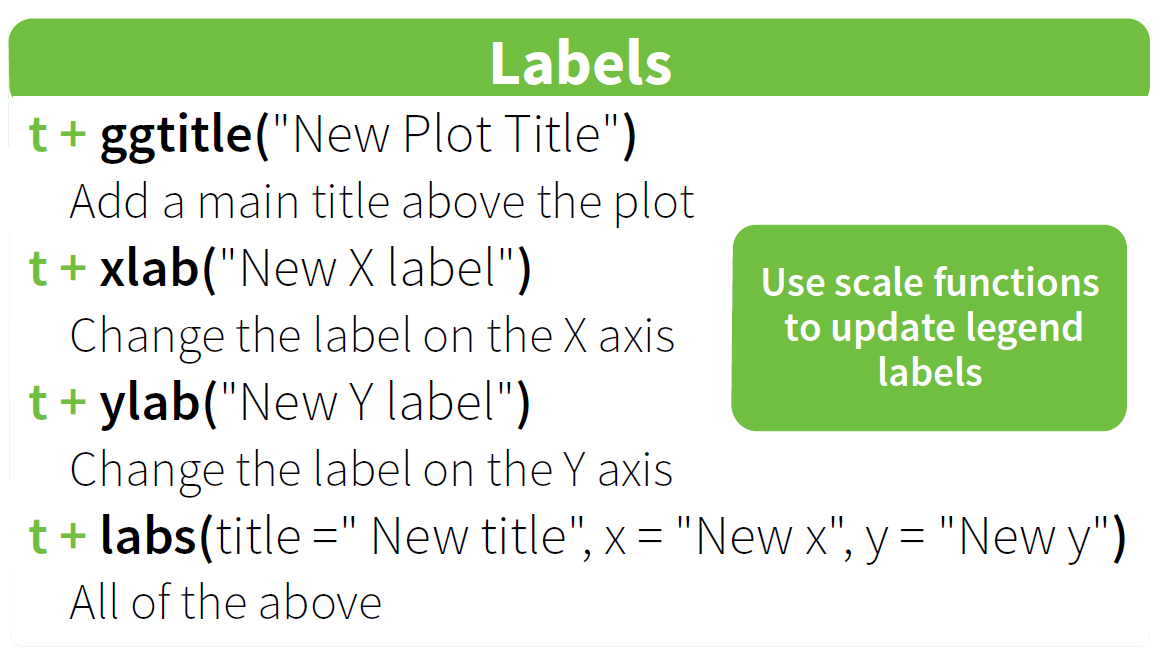 Labels
t + ggtitle("New Plot Title")
Add a main title above the plot
t + xlab("New X label")
Change the label on the X axis
t + ylab("New Y label")
Change the label on the Y axis
t + labs(title =" New title", x = "New x", y = "New y")
All of the above
Use scale functions
to update legend
labels